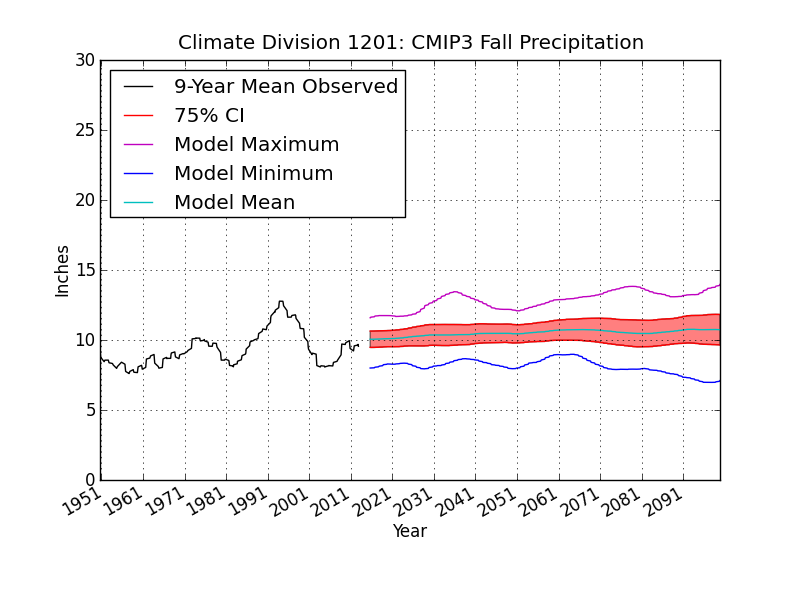 Climate Division 1201: CMIP3 Fall Precipitation
30
25
20
15
10
5
0
Inches
9-Year Mean Observed
75% CI
Model Maximum
Model Minimum
Model Mean
1951
1961
1971
1981
1991
2001
2011
2021
2031
2041
2051
2061
2071
2081
2091
Year